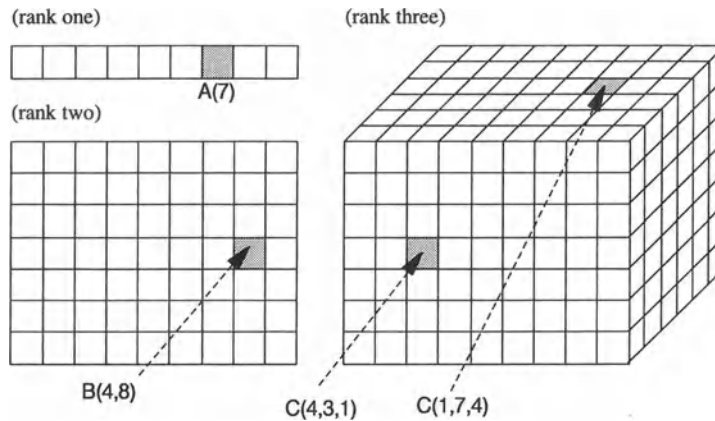 (rank one)
A(7)
(rank two)
B(4,8)
(rank three)
C(4,3,1)
C(1,7,4)